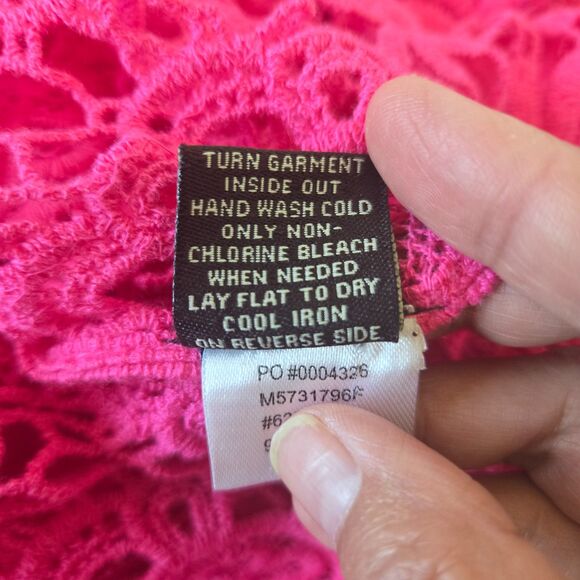 TURN GARMENT
INSIDE OUT
HAND WASH COLD
ONLY NON-
CHLORINE BLEACH
WHEN NEEDED
LAY FLAT TO DRY
COOL IRON
ON REVERSE SIDE
PO #0004326
M5731796F